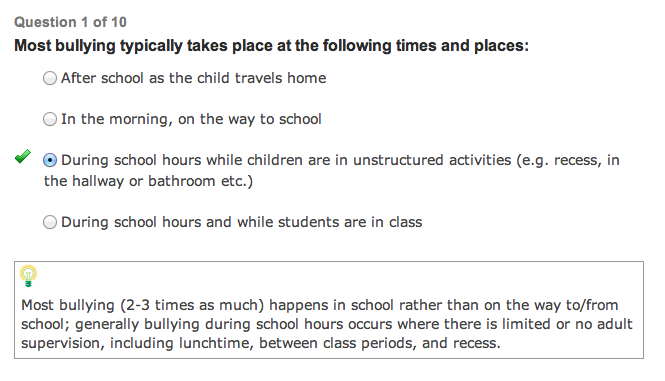 Question 1 of 10
Most bullying typically takes place at the following times and places:
After school as the child travels home
In the morning, on the way to school
During school hours while children are in unstructured activities (e.g. recess, in
the hallway or bathroom etc.)
During school hours and while students are in class
Most bullying (2-3 times as much) happens in school rather than on the way to/from
school; generally bullying during school hours occurs where there is limited or no adult
supervision, including lunchtime, between class periods, and recess.